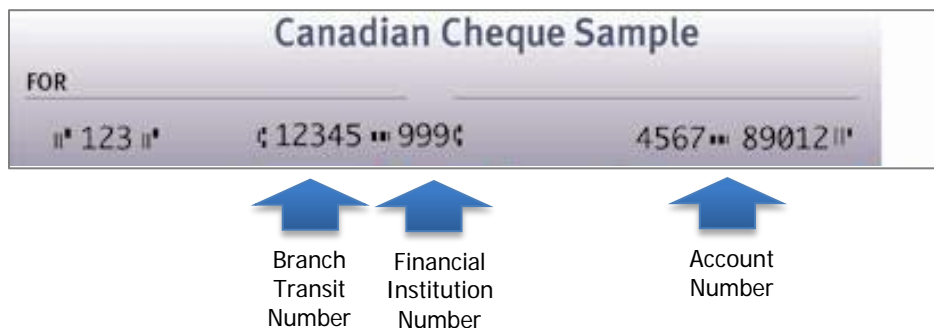 Canadian Cheque Sample
FOR
⑈ 123 ⑈ ⑆ 12345 ⑉ 999 ⑆ 4567 ⑉ 89012 ⑈
Branch Transit Number
Financial Institution Number
Account Number